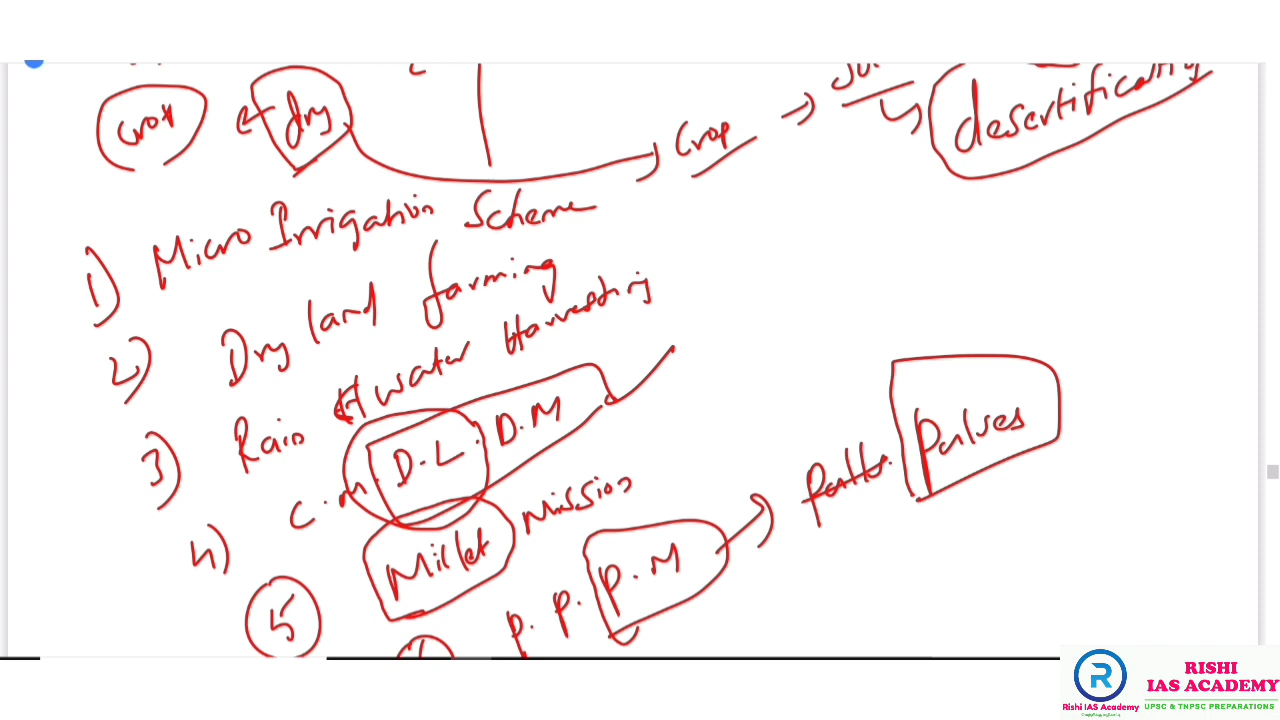 desertificatin
crop
dry
Crop
1) Micro Irrigation Scheme
2) Dry land farming
3) Rain water Harvesting
4) C.M. D.L. D.M
5 Millet Mission
P. P. P. M
Pulses
R
Rishi IAS Academy
RISHI
IAS ACADEMY
UPSC & TNPSC PREPARATIONS